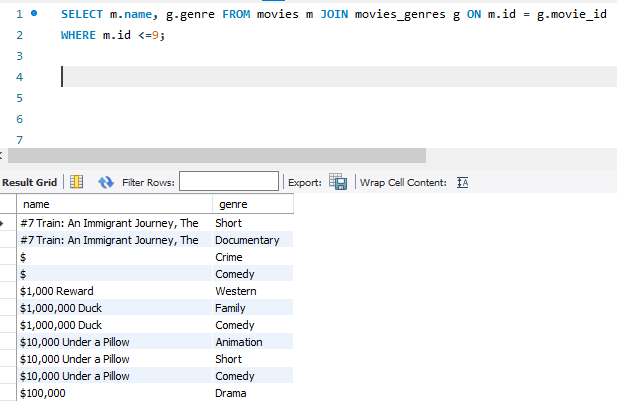 1 SELECT m.name, g.genre FROM movies m JOIN movies_genres g ON m.id = g.movie_id
2 WHERE m.id <=9;
3
4
5
6
7
Result Grid Filter Rows: Export: Wrap Cell Content: IA
name genre
#7 Train: An Immigrant Journey, The Short
#7 Train: An Immigrant Journey, The Documentary
$ Crime
$ Comedy
$1,000 Reward Western
$1,000,000 Duck Family
$1,000,000 Duck Comedy
$10,000 Under a Pillow Animation
$10,000 Under a Pillow Short
$10,000 Under a Pillow Comedy
$100,000 Drama